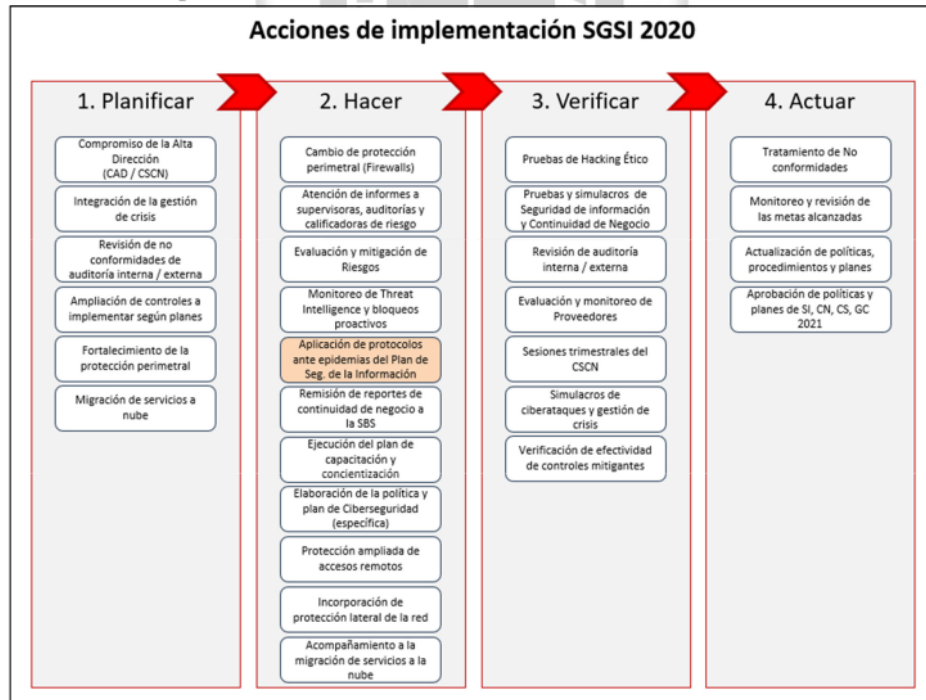 Acciones de implementación SGSI 2020
1. Planificar
Compromiso de la Alta
Dirección
(CAD / CSCN)
Integración de la gestión
de crisis
Revisión de no
conformidades de
auditoría interna / externa
Ampliación de controles a
implementar según planes
Fortalecimiento de la
protección perimetral
Migración de servicios a
nube
2. Hacer
Cambio de protección
perimetral (Firewalls)
Atención de informes a
supervisoras, auditorías y
calificadoras de riesgo
Evaluación y mitigación de
Riesgos
Monitoreo de Threat
Intelligence y bloqueos
proactivos
Aplicación de protocolos
ante epidemias del Plan de
Seg. de la Información
Remisión de reportes de
continuidad de negocio a
la SBS
Ejecución del plan de
capacitación y
concientización
Elaboración de la política y
plan de Ciberseguridad
(específica)
Protección ampliada de
accesos remotos
Incorporación de
protección lateral de la red
Acompañamiento a la
migración de servicios a la
nube
3. Verificar
Pruebas de Hacking Ético
Pruebas y simulacros de
Seguridad de información
y Continuidad de Negocio
Revisión de auditoría
interna / externa
Evaluación y monitoreo de
Proveedores
Sesiones trimestrales del
CSCN
Simulacros de
ciberataques y gestión de
crisis
Verificación de efectividad
de controles mitigantes
4. Actuar
Tratamiento de No
conformidades
Monitoreo y revisión de
las metas alcanzadas
Actualización de políticas,
procedimientos y planes
Aprobación de políticas y
planes de SI, CN, CS, GC
2021